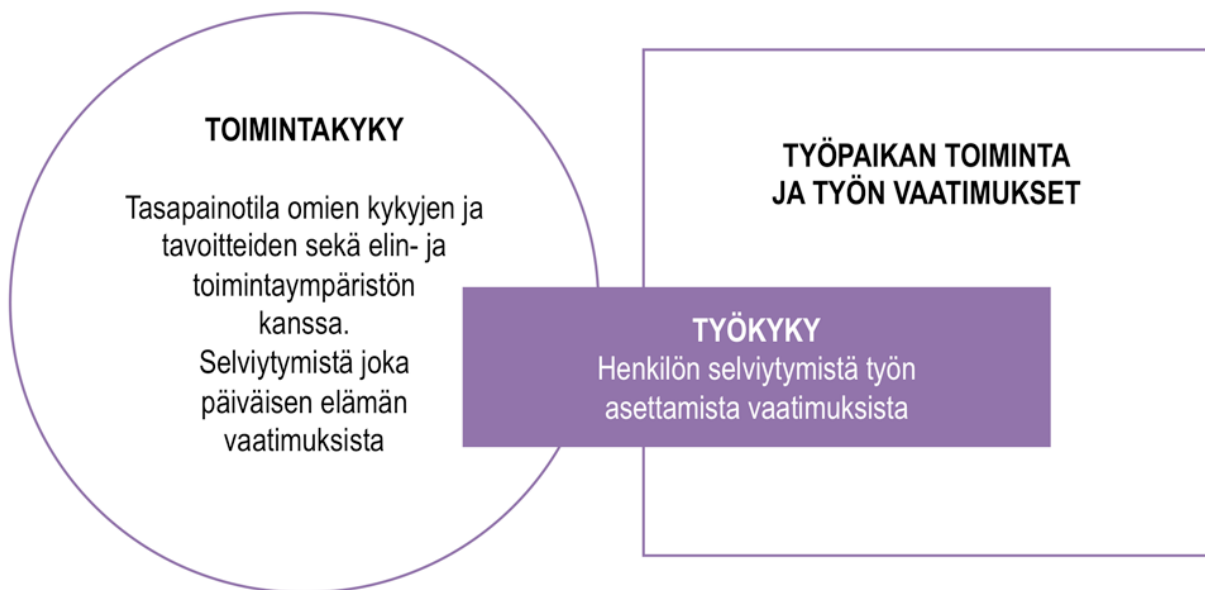 TOIMINTAKYKY
Tasapainotila omien kykyjen ja
tavoitteiden sekä elin- ja
toimintaympäristön
kanssa.
Selviytymistä joka
päiväisen elämän
vaatimuksista
TYÖPAIKAN TOIMINTA
JA TYÖN VAATIMUKSET
TYÖKYKY
Henkilön selviytymistä työn
asettamista vaatimuksista